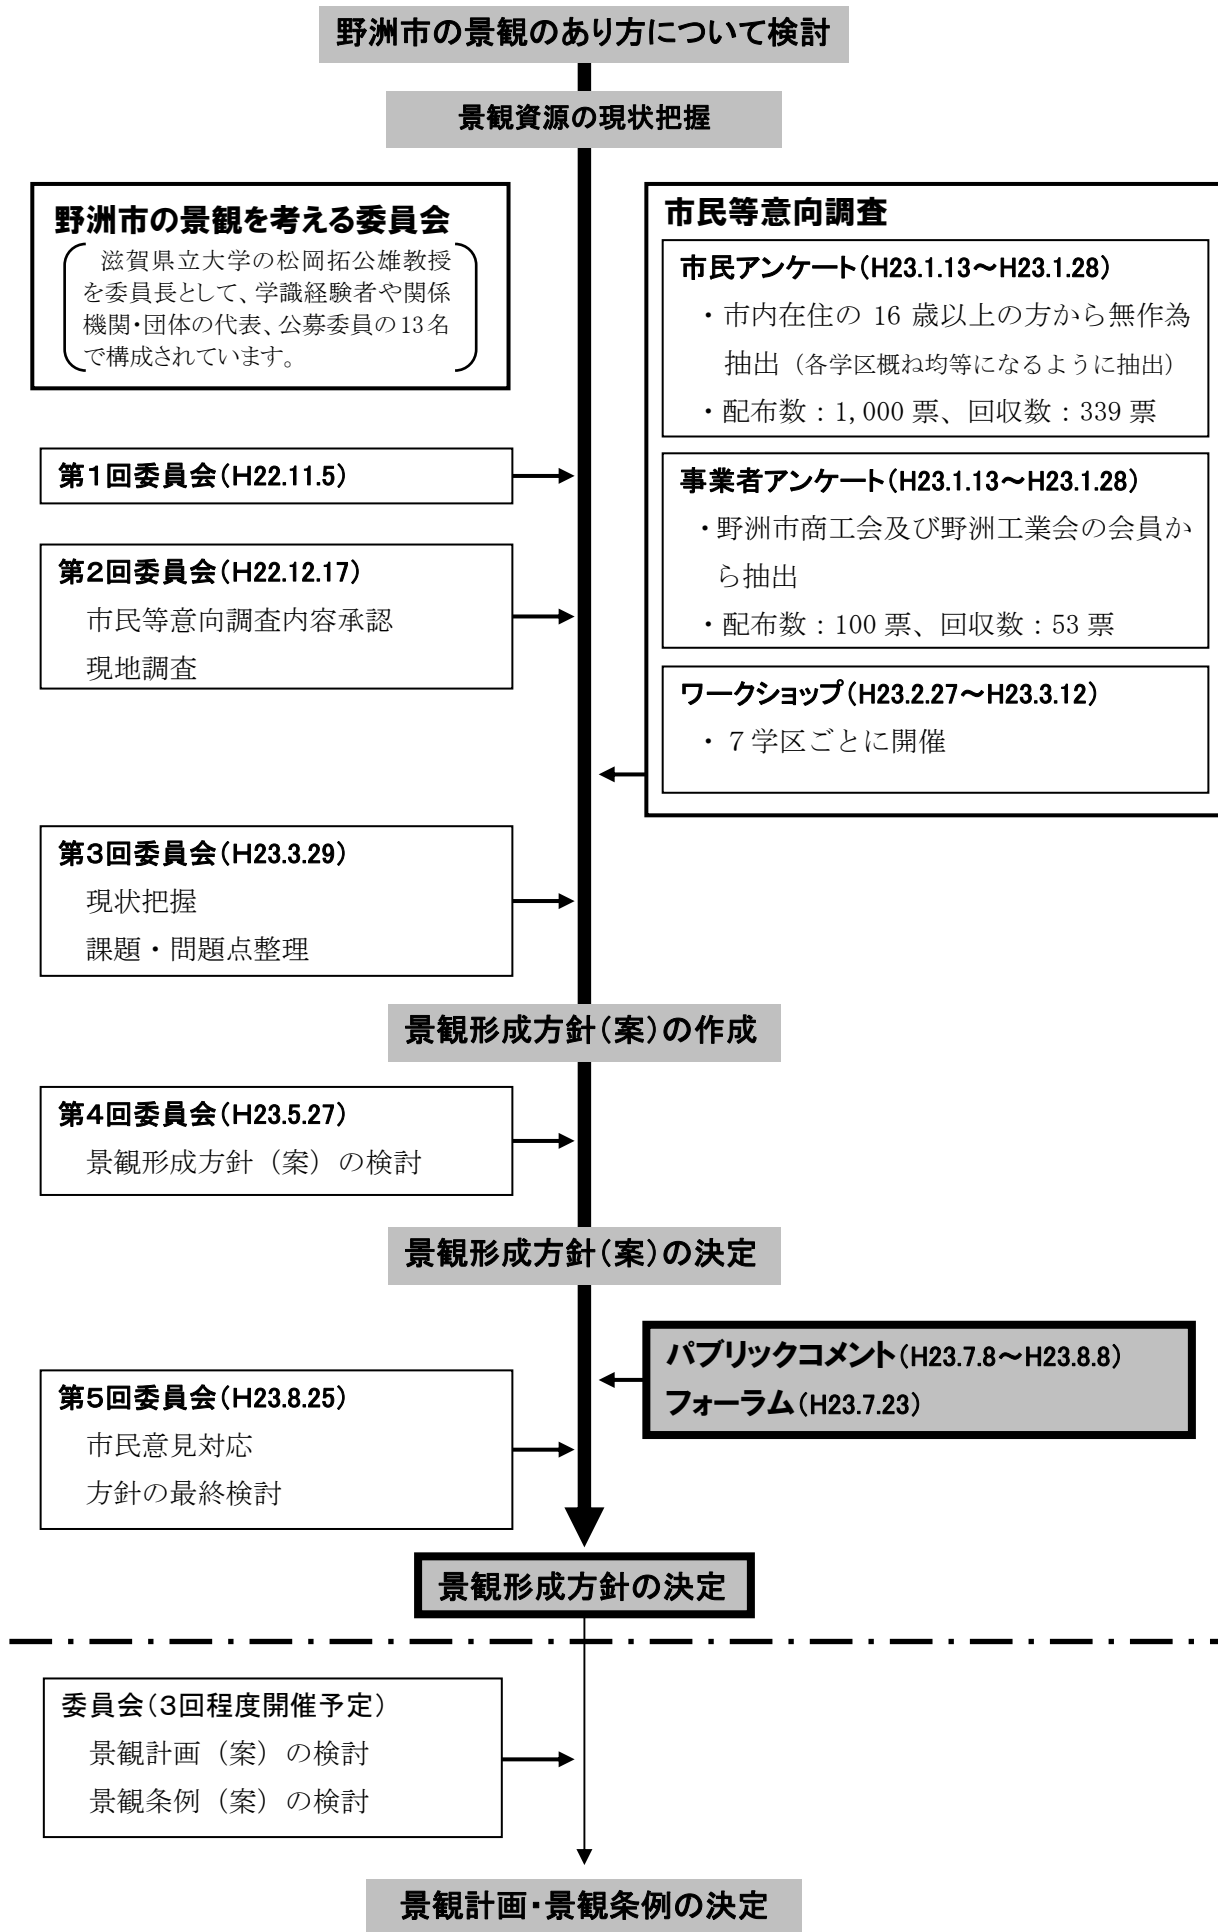 野洲市の景観のあり方について検討
景観資源の現状把握
野洲市の景観を考える委員会
滋賀県立大学の松岡拓公雄教授
を委員長として、学識経験者や関係
機関・団体の代表、公募委員の13名
で構成されています。
市民等意向調査
市民アンケート(H23.1.13～H23.1.28)
・市内在住の 16 歳以上の方から無作為
抽出（各学区概ね均等になるように抽出）
・配布数：1,000 票、回収数：339 票
事業者アンケート(H23.1.13～H23.1.28)
・野洲市商工会及び野洲工業会の会員か
ら抽出
・配布数：100 票、回収数：53 票
ワークショップ(H23.2.27～H23.3.12)
・７学区ごとに開催
第1回委員会(H22.11.5)
第2回委員会(H22.12.17)
市民等意向調査内容承認
現地調査
第3回委員会(H23.3.29)
現状把握
課題・問題点整理
景観形成方針(案)の作成
第4回委員会(H23.5.27)
景観形成方針（案）の検討
景観形成方針(案)の決定
パブリックコメント(H23.7.8～H23.8.8)
フォーラム(H23.7.23)
第5回委員会(H23.8.25)
市民意見対応
方針の最終検討
景観形成方針の決定
委員会(3回程度開催予定)
景観計画（案）の検討
景観条例（案）の検討
景観計画・景観条例の決定